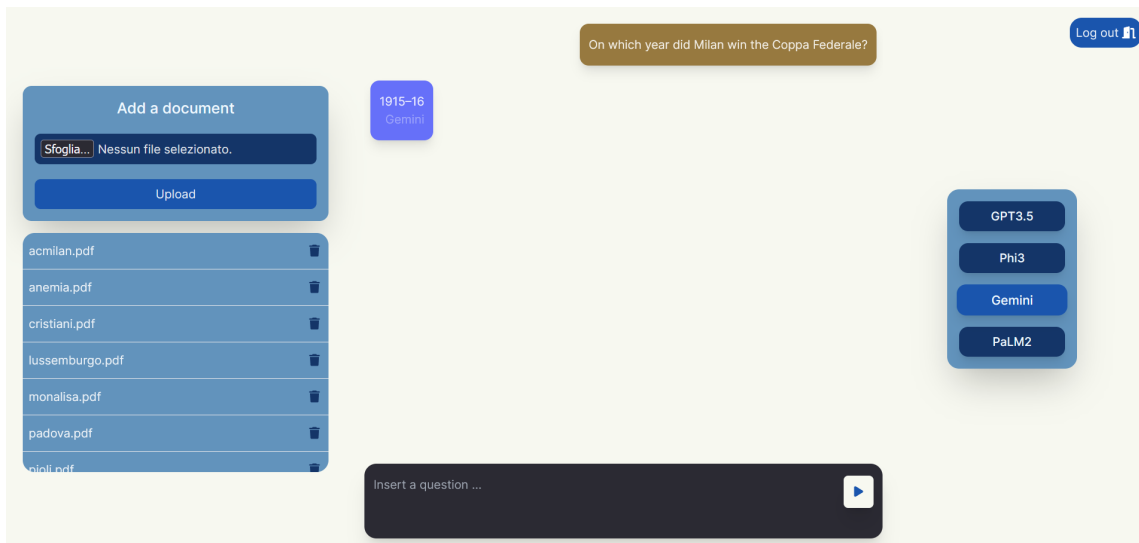 On which year did Milan win the Coppa Federale?
Log out
1915–16
Gemini
Add a document
Sfoglia... Nessun file selezionato.
Upload
acmilan.pdf
anemia.pdf
cristiani.pdf
lussemburgo.pdf
monalisa.pdf
padova.pdf
pioli.pdf
GPT3.5
Phi3
Gemini
PaLM2
Insert a question ...